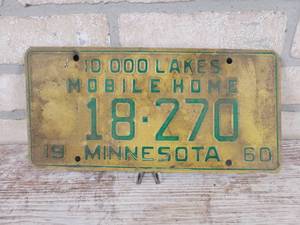 10 000 LAKES
MOBILE HOME
18·270
19 MINNESOTA 60